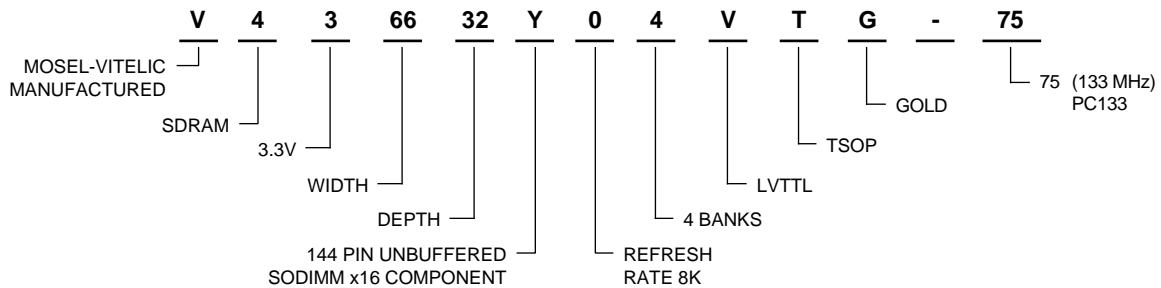 V 4 3 66 32 Y 0 4 V T G - 75
MOSEL-VITELIC
MANUFACTURED
SDRAM
3.3V
WIDTH
DEPTH
144 PIN UNBUFFERED
SODIMM x16 COMPONENT
REFRESH
RATE 8K
4 BANKS
LVTTL
TSOP
GOLD
75 (133 MHz)
PC133